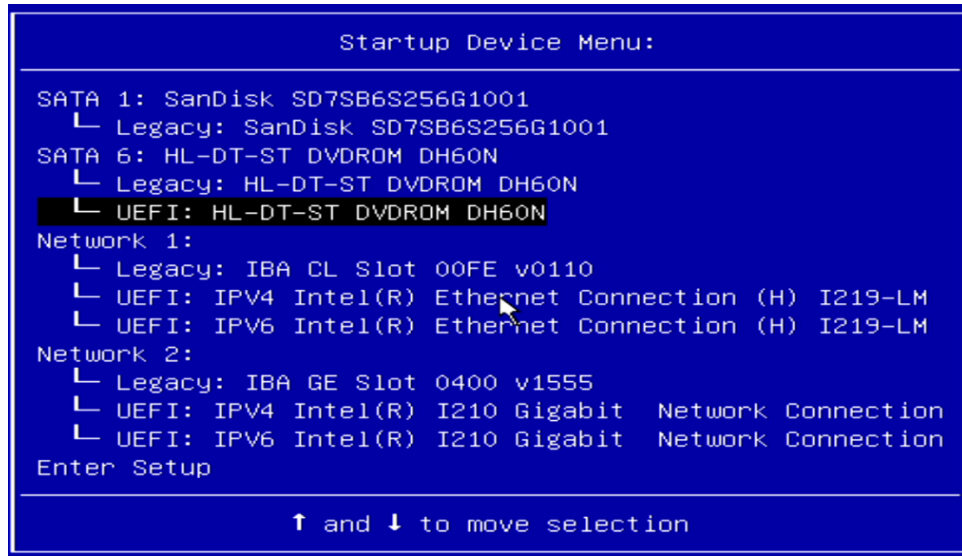 Startup Device Menu:
SATA 1: SanDisk SD7SB6S256G1001
Legacy: SanDisk SD7SB6S256G1001
SATA 6: HL-DT-ST DVDROM DH60N
Legacy: HL-DT-ST DVDROM DH60N
UEFI: HL-DT-ST DVDROM DH60N
Network 1:
Legacy: IBA CL Slot 00FE v0110
UEFI: IPV4 Intel(R) Ethernet Connection (H) I219-LM
UEFI: IPV6 Intel(R) Ethernet Connection (H) I219-LM
Network 2:
Legacy: IBA GE Slot 0400 v1555
UEFI: IPV4 Intel(R) I210 Gigabit  Network Connection
UEFI: IPV6 Intel(R) I210 Gigabit  Network Connection
Enter Setup
↑ and ↓ to move selection